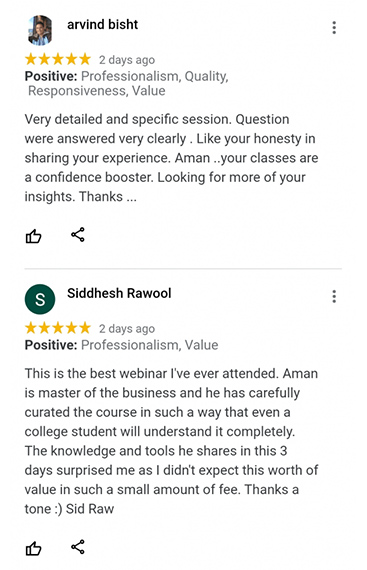 arvind bisht
2 days ago
Positive: Professionalism, Quality,
Responsiveness, Value
Very detailed and specific session. Question
were answered very clearly . Like your honesty in
sharing your experience. Aman ..your classes are
a confidence booster. Looking for more of your
insights. Thanks ...
S
Siddhesh Rawool
2 days ago
Positive: Professionalism, Value
This is the best webinar I've ever attended. Aman
is master of the business and he has carefully
curated the course in such a way that even a
college student will understand it completely.
The knowledge and tools he shares in this 3
days surprised me as I didn't expect this worth of
value in such a small amount of fee. Thanks a
tone :) Sid Raw